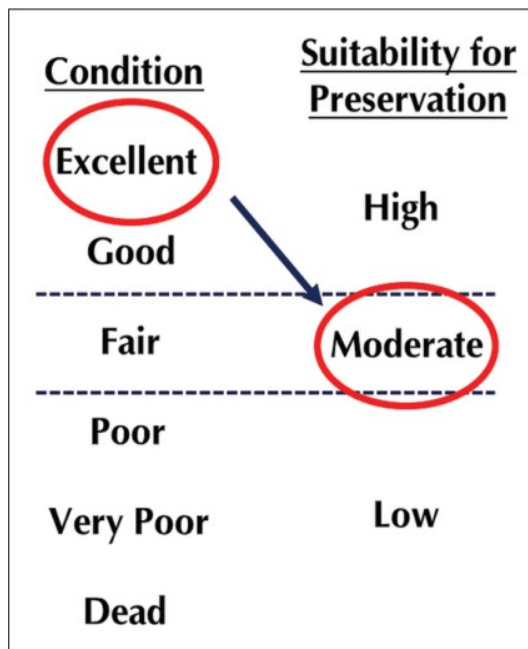 Condition
Suitability for
Preservation
Excellent
High
Good
Fair
Moderate
Poor
Very Poor
Low
Dead